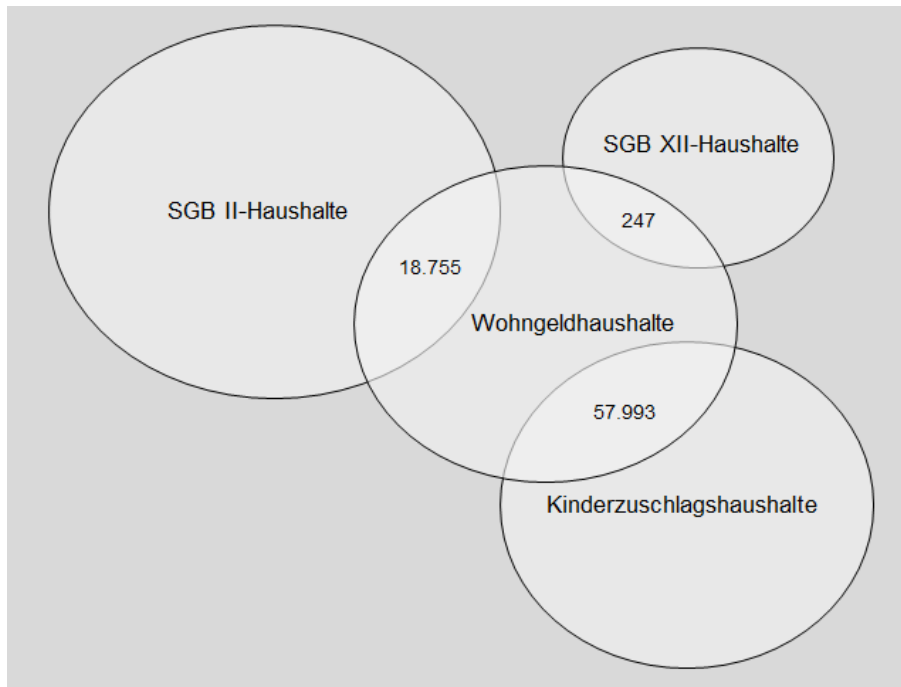 SGB XII-Haushalte
SGB II-Haushalte
247
18.755
Wohngeldhaushalte
57.993
Kinderzuschlagshaushalte